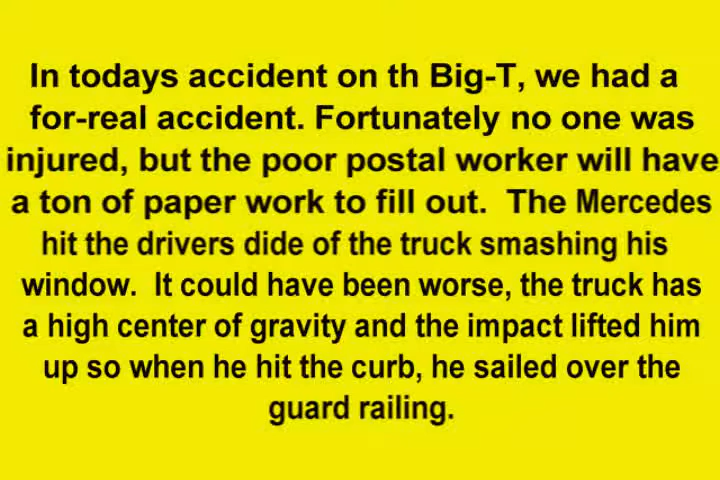 In todays accident on th Big-T, we had a
for-real accident. Fortunately no one was
injured, but the poor postal worker will have
a ton of paper work to fill out.  The Mercedes
hit the drivers dide of the truck smashing his
window.  It could have been worse, the truck has
a high center of gravity and the impact lifted him
up so when he hit the curb, he sailed over the
guard railing.